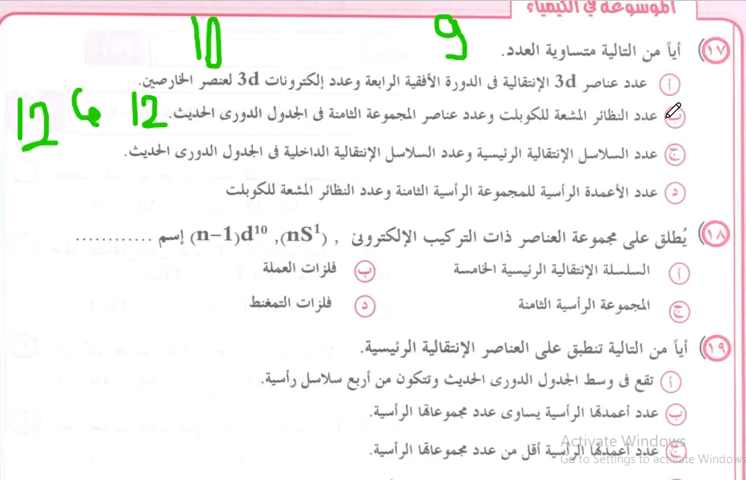 الموسوعة في الكيمياء
10 9
(١٧) أياً من التالية متساوية العدد.
أ عدد عناصر 3d الإنتقالية فى الدورة الأفقية الرابعة وعدد إلكترونات 3d لعنصر الخارصين.
ب عدد النظائر المشعة للكوبلت وعدد عناصر المجموعة الثامنة فى الجدول الدورى الحديث. 12 12
ج عدد السلاسل الإنتقالية الرئيسية وعدد السلاسل الإنتقالية الداخلية فى الجدول الدورى الحديث.
د عدد الأعمدة الرأسية للمجموعة الرأسية الثامنة وعدد النظائر المشعة للكوبلت
(١٨) يُطلق على مجموعة العناصر ذات التركيب الإلكترونى , (nS¹), (n−1)d¹⁰ إسم ............
أ السلسلة الإنتقالية الرئيسية الخامسة ب فلزات العملة
ج المجموعة الرأسية الثامنة د فلزات التمغنط
(١٩) أياً من التالية تنطبق على العناصر الإنتقالية الرئيسية.
أ تقع فى وسط الجدول الدورى الحديث وتتكون من أربع سلاسل رأسية.
ب عدد أعمدتها الرأسية يساوى عدد مجموعاتها الرأسية.
ج عدد أعمدتها الرأسية أقل من عدد مجموعاتها الرأسية.
Activate Windows
Go to Settings to activate Window